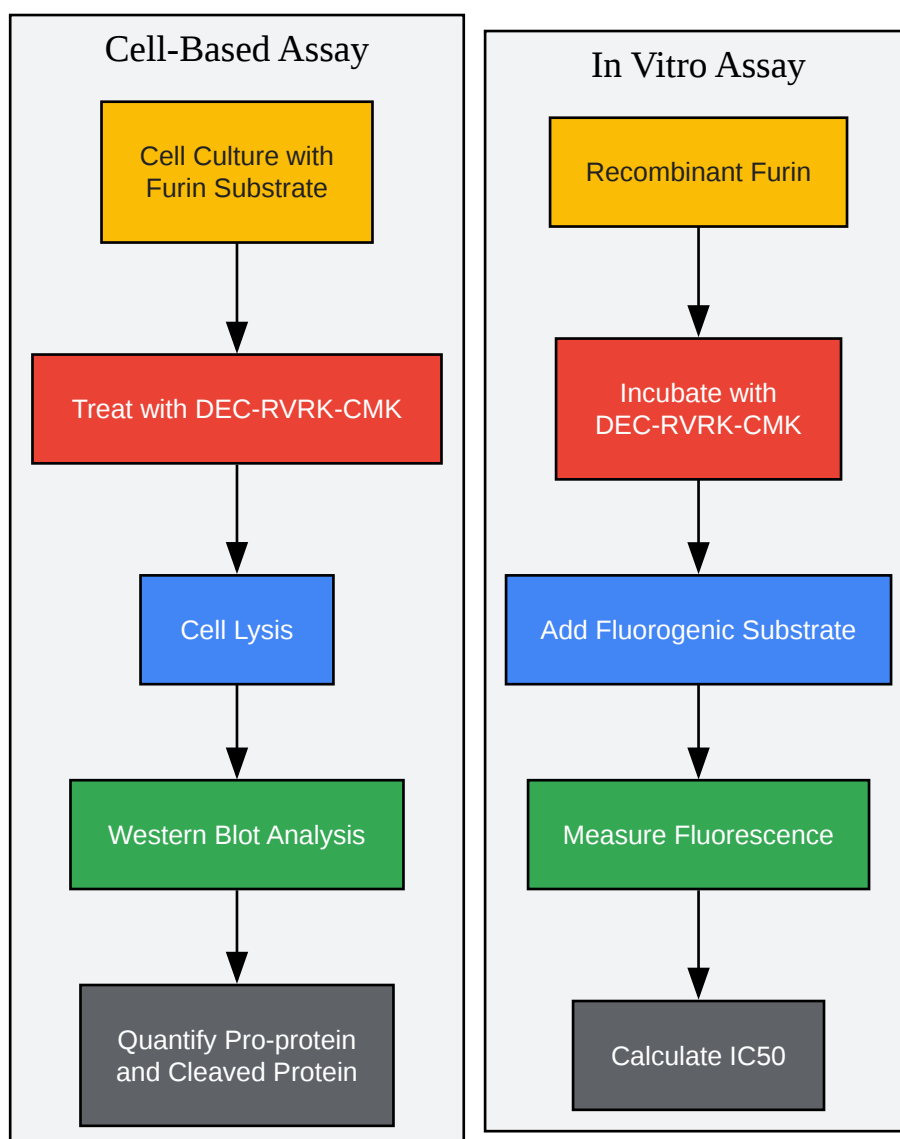 Cell-Based Assay
Cell Culture with
Furin Substrate
Treat with DEC-RVRK-CMK
Cell Lysis
Western Blot Analysis
Quantify Pro-protein
and Cleaved Protein
In Vitro Assay
Recombinant Furin
Incubate with
DEC-RVRK-CMK
Add Fluorogenic Substrate
Measure Fluorescence
Calculate IC50